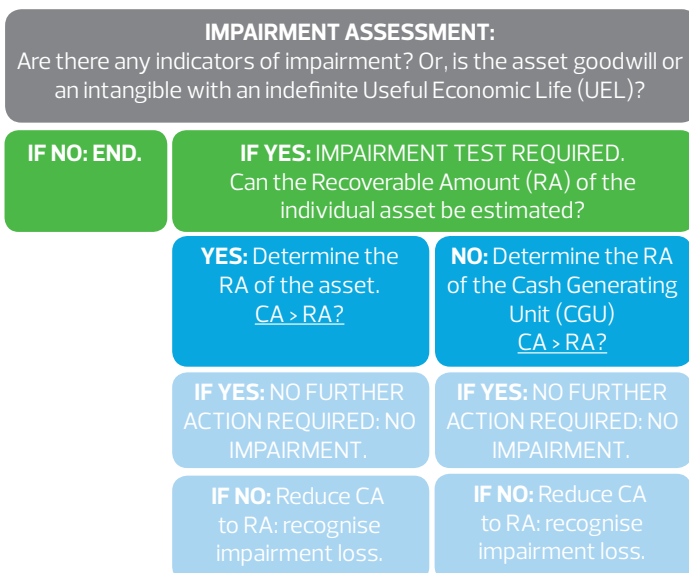 IMPAIRMENT ASSESSMENT:
Are there any indicators of impairment? Or, is the asset goodwill or
an intangible with an indefinite Useful Economic Life (UEL)?
IF NO: END.
IF YES: IMPAIRMENT TEST REQUIRED.
Can the Recoverable Amount (RA) of the
individual asset be estimated?
YES: Determine the
RA of the asset.
CA > RA?
NO: Determine the RA
of the Cash Generating
Unit (CGU)
CA > RA?
IF YES: NO FURTHER
ACTION REQUIRED: NO
IMPAIRMENT.
IF YES: NO FURTHER
ACTION REQUIRED: NO
IMPAIRMENT.
IF NO: Reduce CA
to RA: recognise
impairment loss.
IF NO: Reduce CA
to RA: recognise
impairment loss.